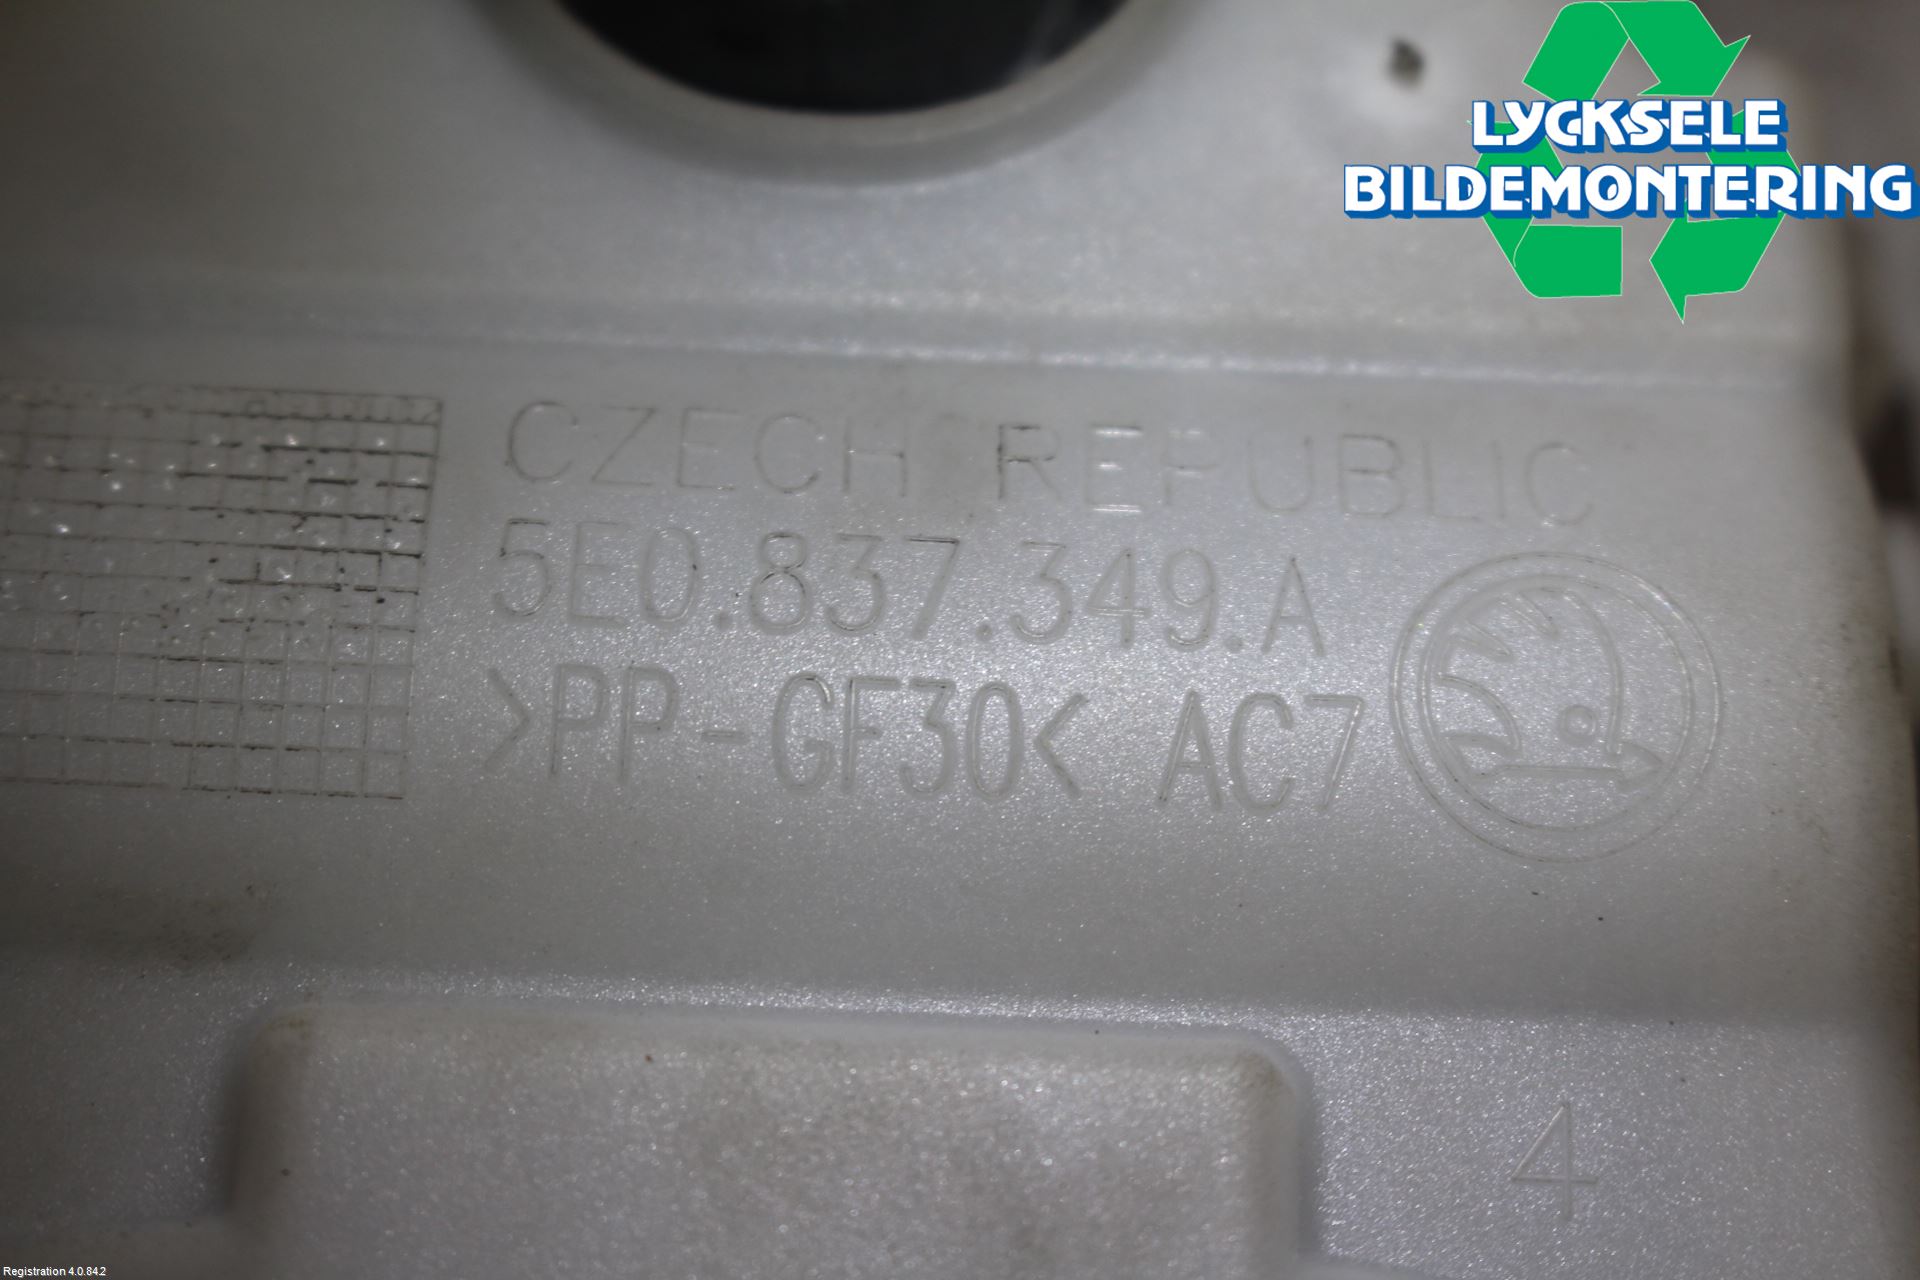 LYCKSELE
BILDEMONTERING
CZECH REPUBLIC
5E0.837.349.A
>PP-GF30< AC7
4
Registration 4.0.84.2